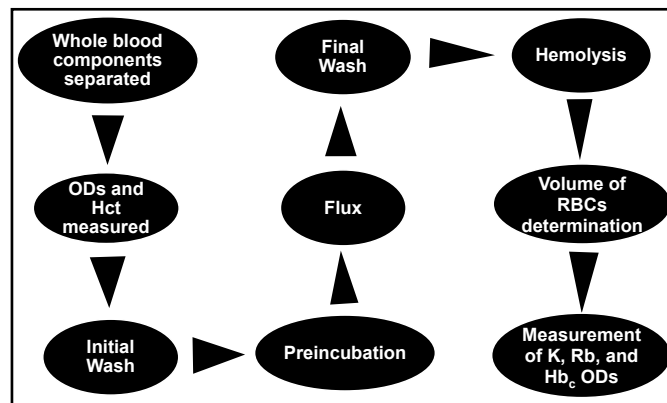 Whole blood
components
separated
ODs and
Hct
measured
Initial
Wash
Preincubation
Flux
Final
Wash
Hemolysis
Volume of
RBCs
determination
Measurement
of K, Rb, and
Hbc ODs